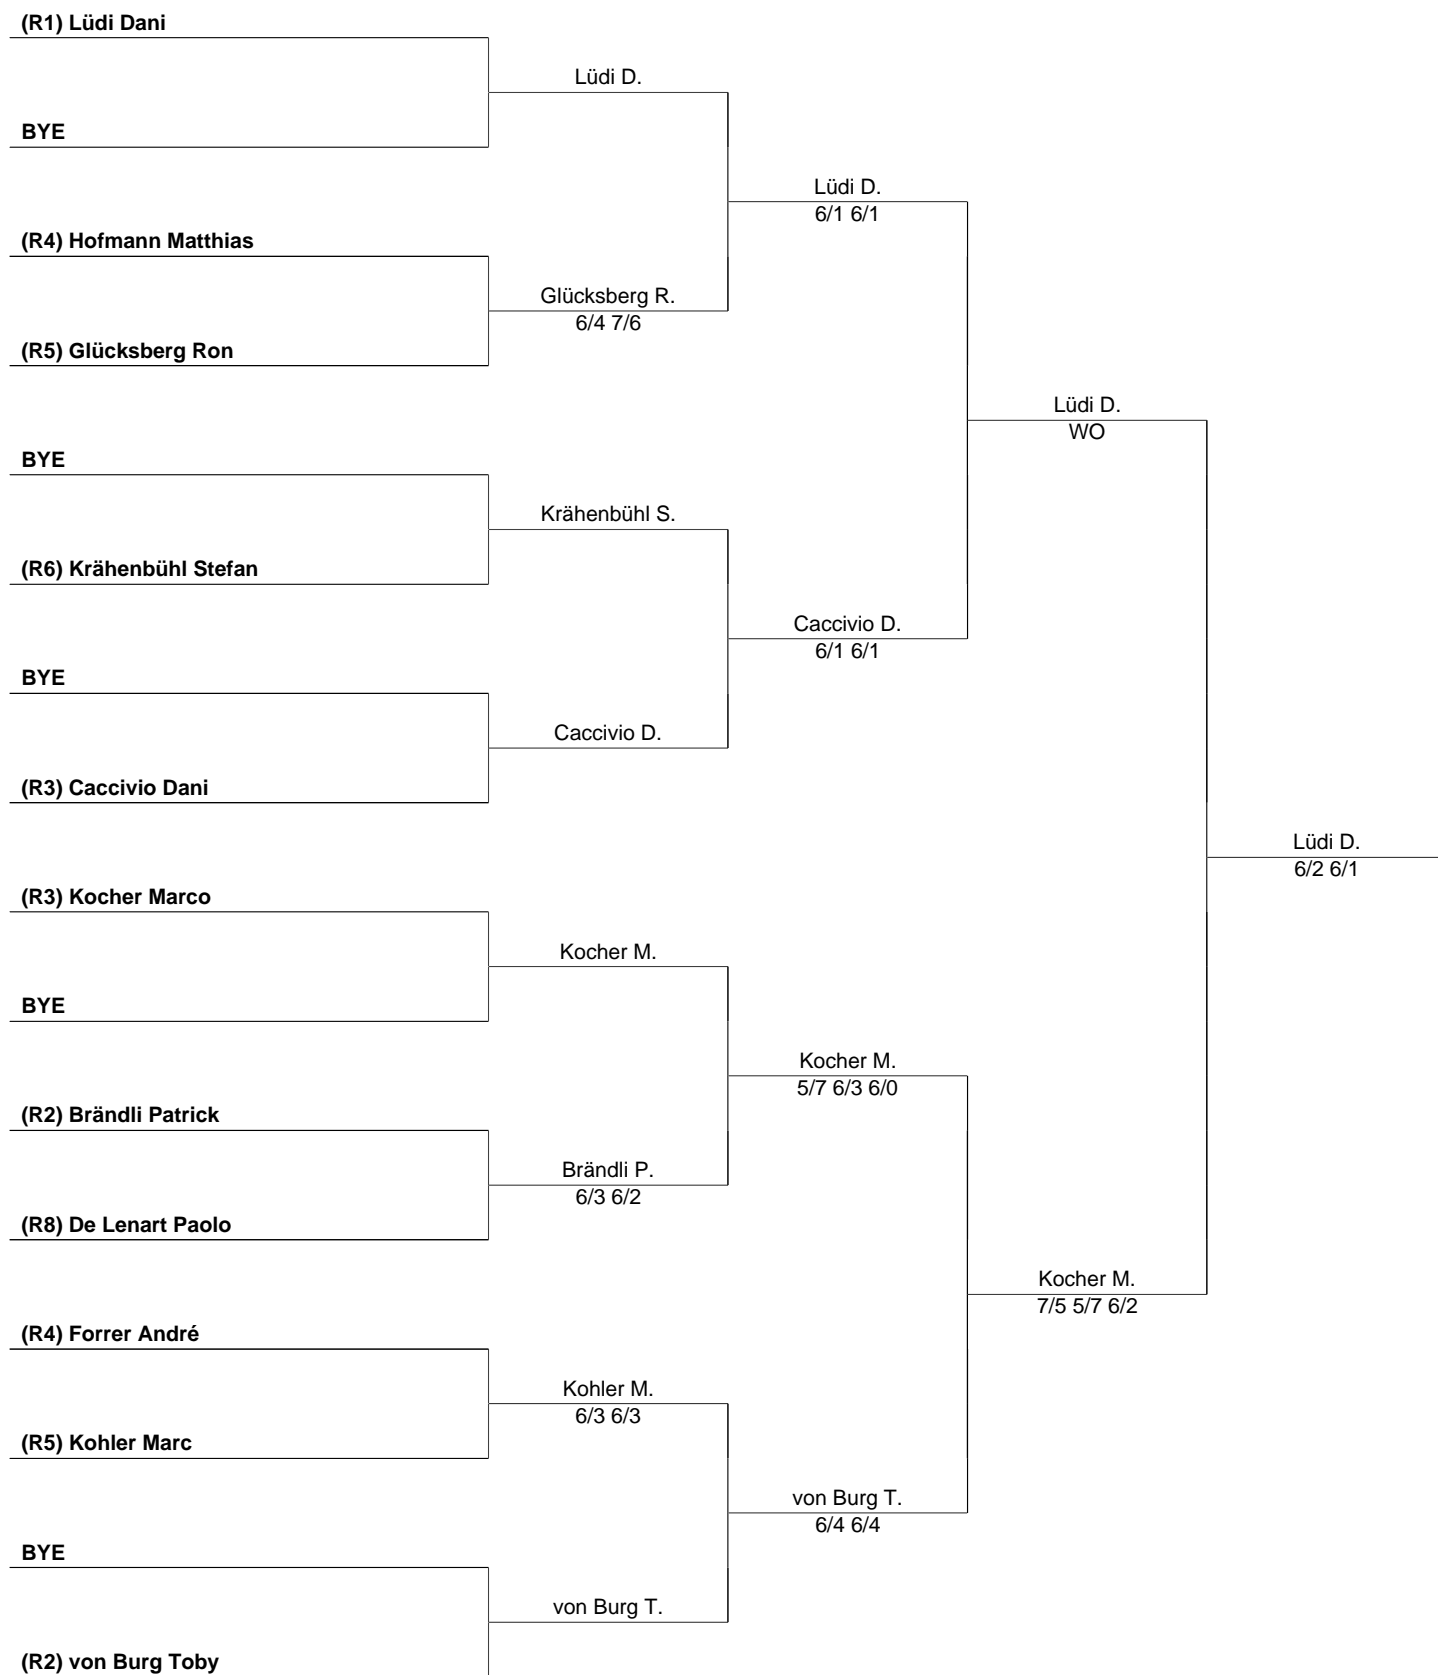 (R1) Lüdi Dani
Lüdi D.
BYE
Lüdi D.
6/1 6/1
(R4) Hofmann Matthias
Glücksberg R.
6/4 7/6
(R5) Glücksberg Ron
Lüdi D.
WO
BYE
Krähenbühl S.
(R6) Krähenbühl Stefan
Caccivio D.
6/1 6/1
BYE
Caccivio D.
(R3) Caccivio Dani
Lüdi D.
6/2 6/1
(R3) Kocher Marco
Kocher M.
BYE
Kocher M.
5/7 6/3 6/0
(R2) Brändli Patrick
Brändli P.
6/3 6/2
(R8) De Lenart Paolo
Kocher M.
7/5 5/7 6/2
(R4) Forrer André
Kohler M.
6/3 6/3
(R5) Kohler Marc
von Burg T.
6/4 6/4
BYE
von Burg T.
(R2) von Burg Toby